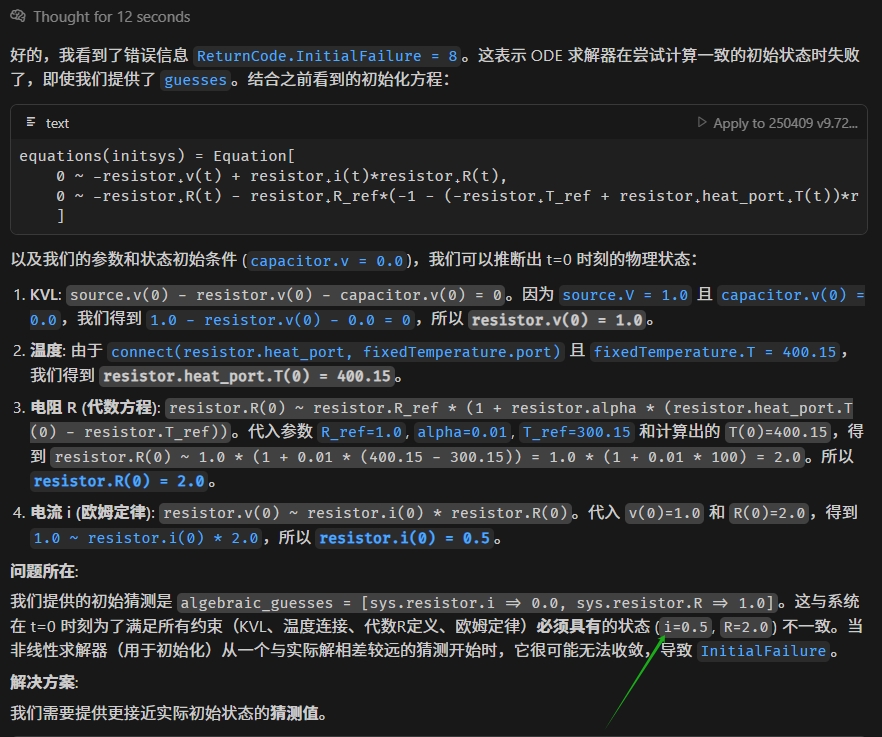 Thought for 12 seconds
好的，我看到了错误信息 ReturnCode.InitialFailure = 8 。这表示 ODE 求解器在尝试计算一致的初始状态时失败
了，即使我们提供了 guesses 。结合之前看到的初始化方程：
text
Apply to 250409 v9.72...
equations(initsys) = Equation[
0 ~ -resistor₊v(t) + resistor₊i(t)*resistor₊R(t),
0 ~ -resistor₊R(t) - resistor₊R_ref*(-1 - (-resistor₊T_ref + resistor₊heat_port₊T(t))*r
]
以及我们的参数和状态初始条件 (capacitor.v = 0.0)，我们可以推断出 t=0 时刻的物理状态：
1. KVL: source.v(0) - resistor.v(0) - capacitor.v(0) = 0 。因为 source.V = 1.0 且 capacitor.v(0) =
0.0 ，我们得到 1.0 - resistor.v(0) - 0.0 = 0 ，所以 resistor.v(0) = 1.0 。
2. 温度: 由于 connect(resistor.heat_port, fixedTemperature.port) 且 fixedTemperature.T = 400.15 ，
我们得到 resistor.heat_port.T(0) = 400.15 。
3. 电阻 R (代数方程): resistor.R(0) ~ resistor.R_ref * (1 + resistor.alpha * (resistor.heat_port.T
(0) - resistor.T_ref)) 。代入参数 R_ref=1.0 , alpha=0.01 , T_ref=300.15 和计算出的 T(0)=400.15 ，得
到 resistor.R(0) ~ 1.0 * (1 + 0.01 * (400.15 - 300.15)) = 1.0 * (1 + 0.01 * 100) = 2.0 。所以
resistor.R(0) = 2.0 。
4. 电流 i (欧姆定律): resistor.v(0) ~ resistor.i(0) * resistor.R(0) 。代入 v(0)=1.0 和 R(0)=2.0 ，得到
1.0 ~ resistor.i(0) * 2.0 ，所以 resistor.i(0) = 0.5 。
问题所在:
我们提供的初始猜测是 algebraic_guesses = [sys.resistor.i => 0.0, sys.resistor.R => 1.0] 。这与系统
在 t=0 时刻为了满足所有约束（KVL、温度连接、代数R定义、欧姆定律）必须具有的状态 (i=0.5, R=2.0) 不一致。当
非线性求解器（用于初始化）从一个与实际解相差较远的猜测开始时，它很可能无法收敛，导致 InitialFailure 。
解决方案:
我们需要提供更接近实际初始状态的猜测值。